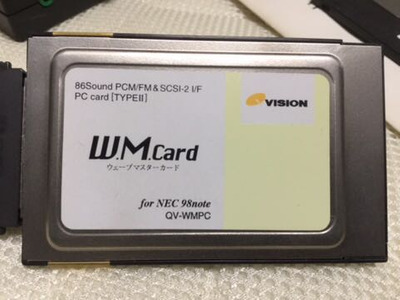 86Sound PCM/FM & SCSI-2 I/F
PC card [TYPEII]
QVISION
W.M.Card
ウェーブマスターカード
for NEC 98note
QV-WMPC